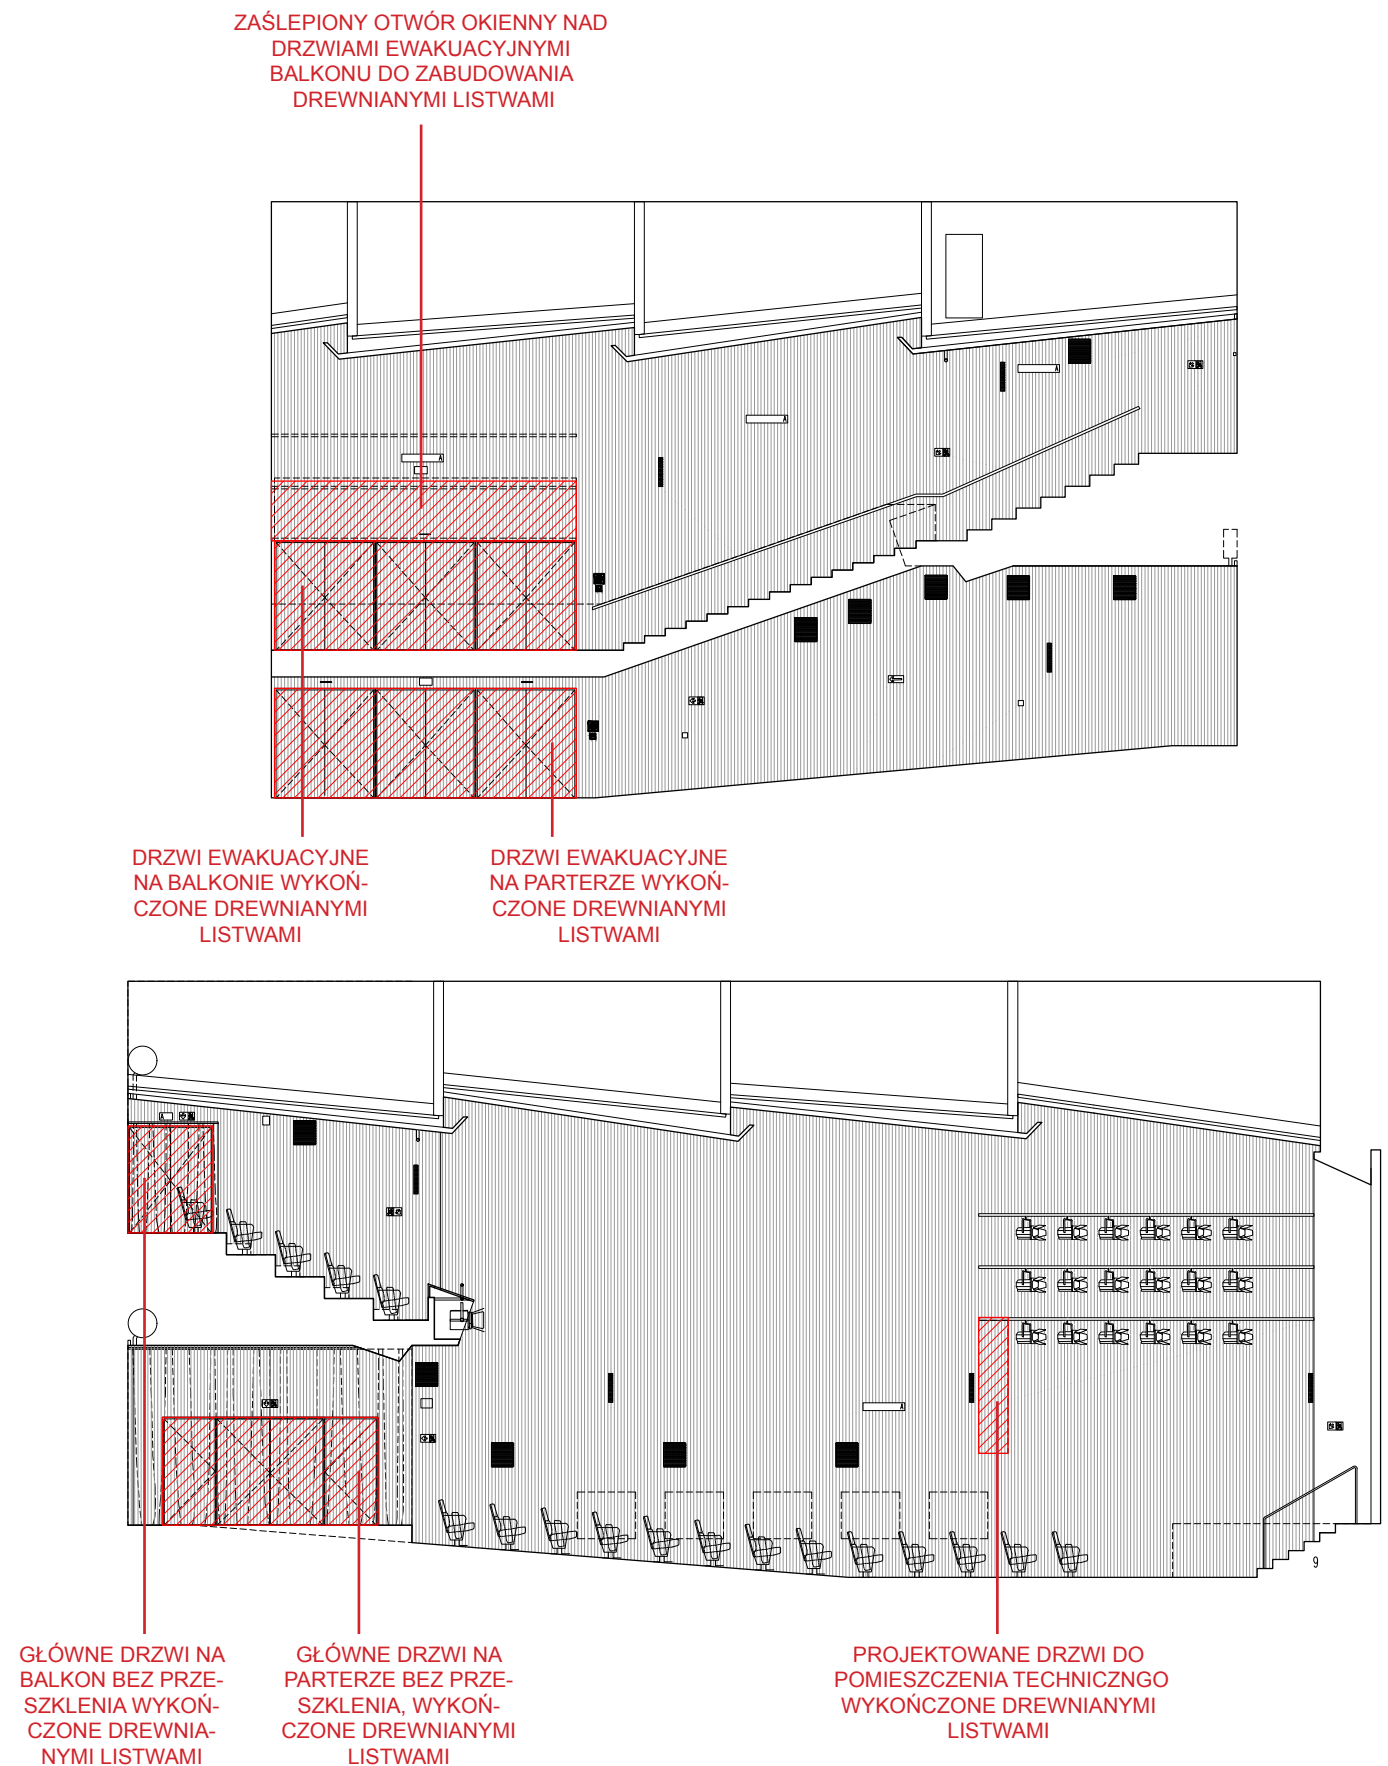 ZAŚLEPIONY OTWÓR OKIENNY NAD
DRZWIAMI EWAKUACYJNYMI
BALKONU DO ZABUDOWANIA
DREWNIANYMI LISTWAMI
A
A
A
DRZWI EWAKUACYJNE
NA BALKONIE WYKOŃ-
CZONE DREWNIANYMI
LISTWAMI
DRZWI EWAKUACYJNE
NA PARTERZE WYKOŃ-
CZONE DREWNIANYMI
LISTWAMI
A
A
9
GŁÓWNE DRZWI NA
BALKON BEZ PRZE-
SZKLENIA WYKOŃ-
CZONE DREWNIA-
NYMI LISTWAMI
GŁÓWNE DRZWI NA
PARTERZE BEZ PRZE-
SZKLENIA, WYKOŃ-
CZONE DREWNIANYMI
LISTWAMI
PROJEKTOWANE DRZWI DO
POMIESZCZENIA TECHNICZNGO
WYKOŃCZONE DREWNIANYMI
LISTWAMI